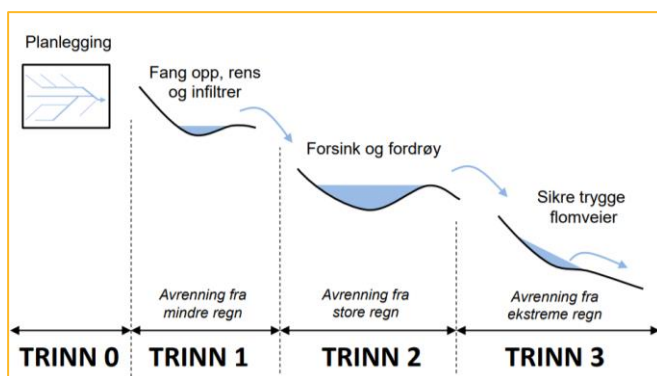 Planlegging
Fang opp, rens
og infiltrer
Forsink og fordrøy
Sikre trygge
flomveier
Avrenning fra
mindre regn
Avrenning fra
store regn
Avrenning fra
ekstreme regn
TRINN 0
TRINN 1
TRINN 2
TRINN 3